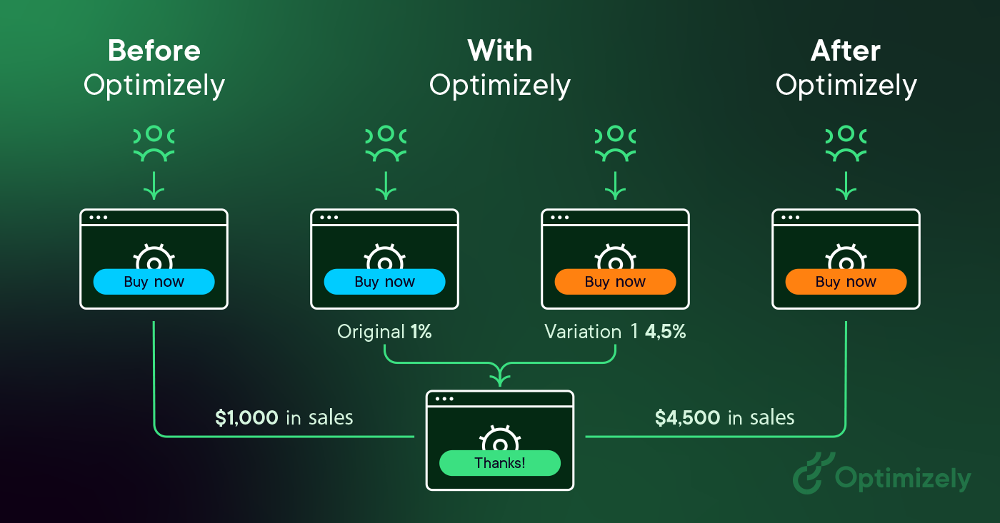 Before
Optimizely
With
Optimizely
After
Optimizely
Buy now
Buy now
Buy now
Buy now
Original 1%
Variation 1 4,5%
$1,000 in sales
$4,500 in sales
Thanks!
Optimizely